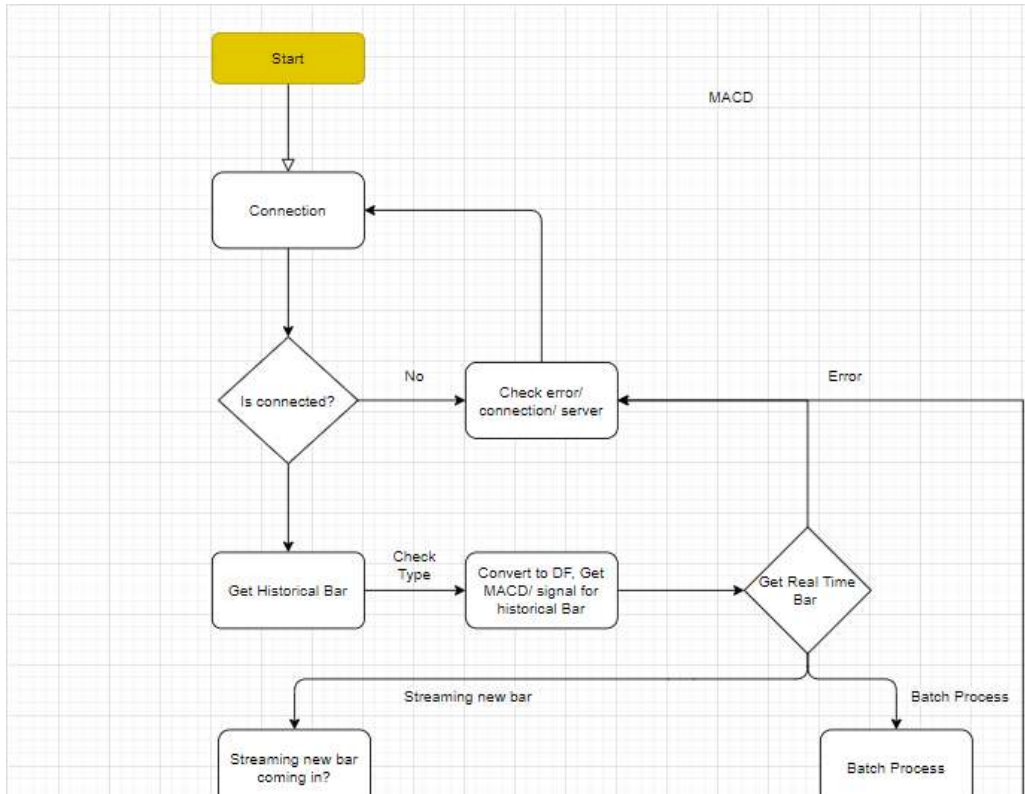 Start
MACD
Connection
Is connected?
No
Check error/
connection/ server
Error
Get Historical Bar
Check
Type
Convert to DF, Get
MACD/ signal for
historical Bar
Get Real Time
Bar
Streaming new bar
Batch Process
Streaming new bar
coming in?
Batch Process